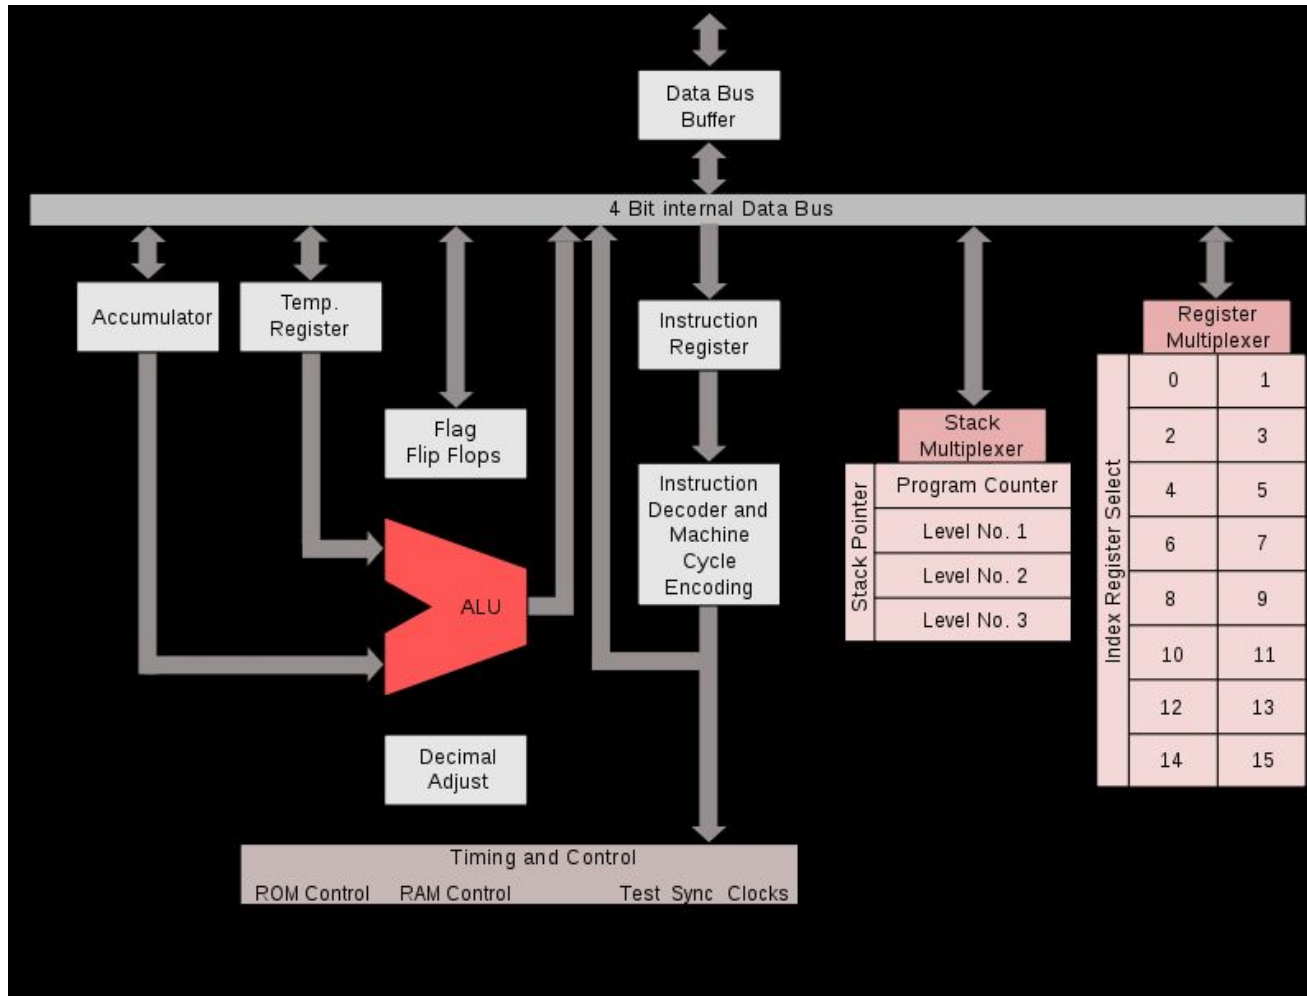 Data Bus
Buffer
4 Bit internal Data Bus
Accumulator
Temp.
Register
Flag
Flip Flops
Instruction
Register
Instruction
Decoder and
Machine
Cycle
Encoding
ALU
Decimal
Adjust
Timing and Control
ROM Control RAM Control Test Sync Clocks
Stack
Multiplexer
Stack Pointer
Program Counter
Level No. 1
Level No. 2
Level No. 3
Register
Multiplexer
Index Register Select
0 1
2 3
4 5
6 7
8 9
10 11
12 13
14 15